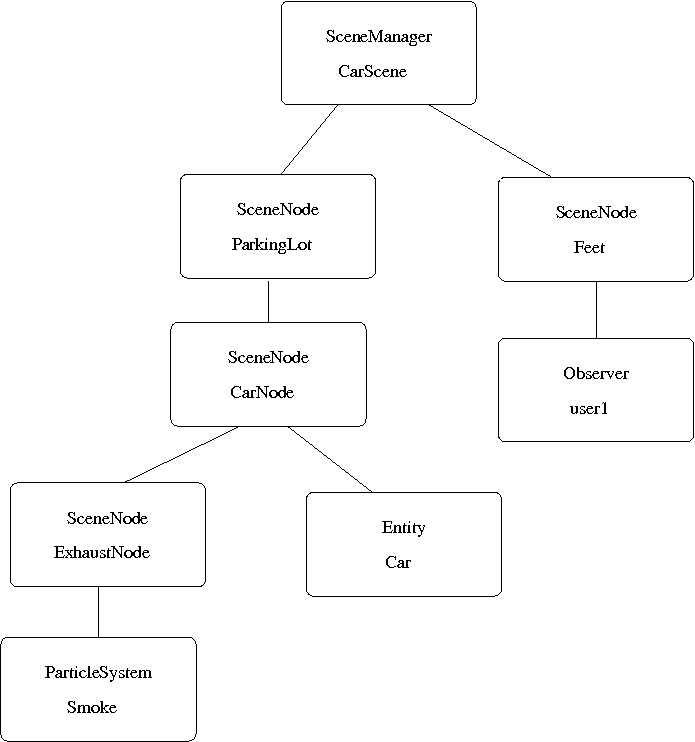 SceneManager
CarScene
SceneNode
ParkingLot
SceneNode
Feet
SceneNode
CarNode
Observer
user1
SceneNode
ExhaustNode
Entity
Car
ParticleSystem
Smoke